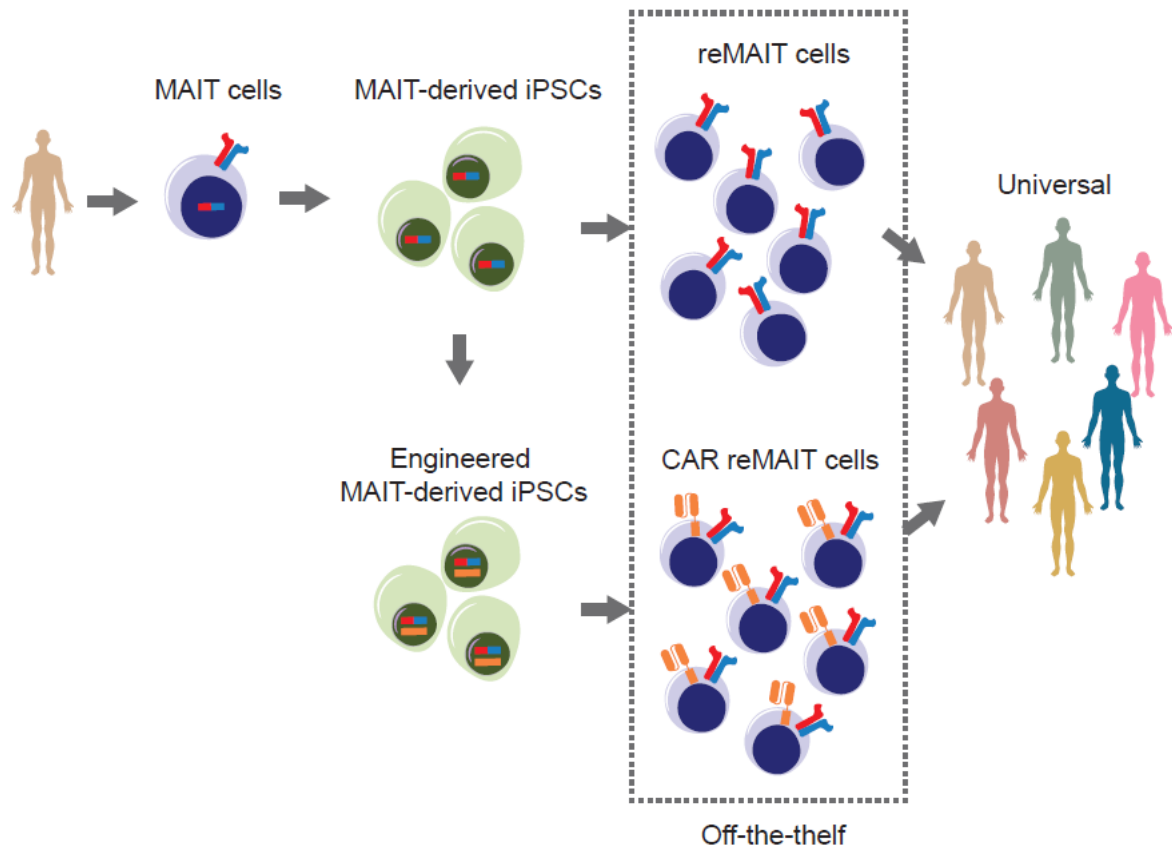 MAIT cells
MAIT-derived iPSCs
reMAIT cells
Universal
Engineered
MAIT-derived iPSCs
CAR reMAIT cells
Off-the-thelf